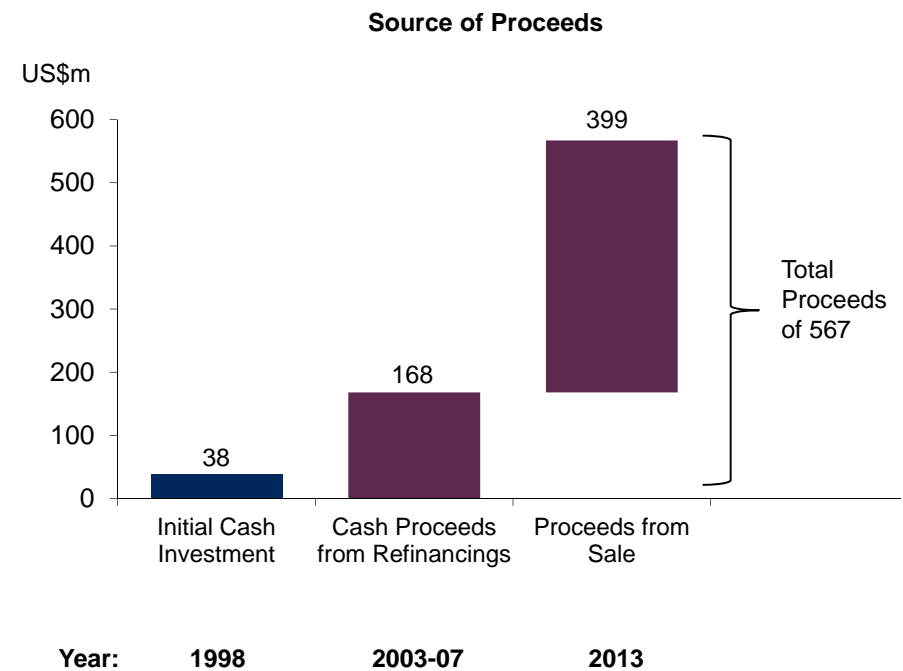 Source of Proceeds
US$m
600
500
400
300
200
100
0
38
168
399
Total
Proceeds
of 567
Initial Cash
Investment
Cash Proceeds
from Refinancings
Proceeds from
Sale
Year: 1998 2003-07 2013